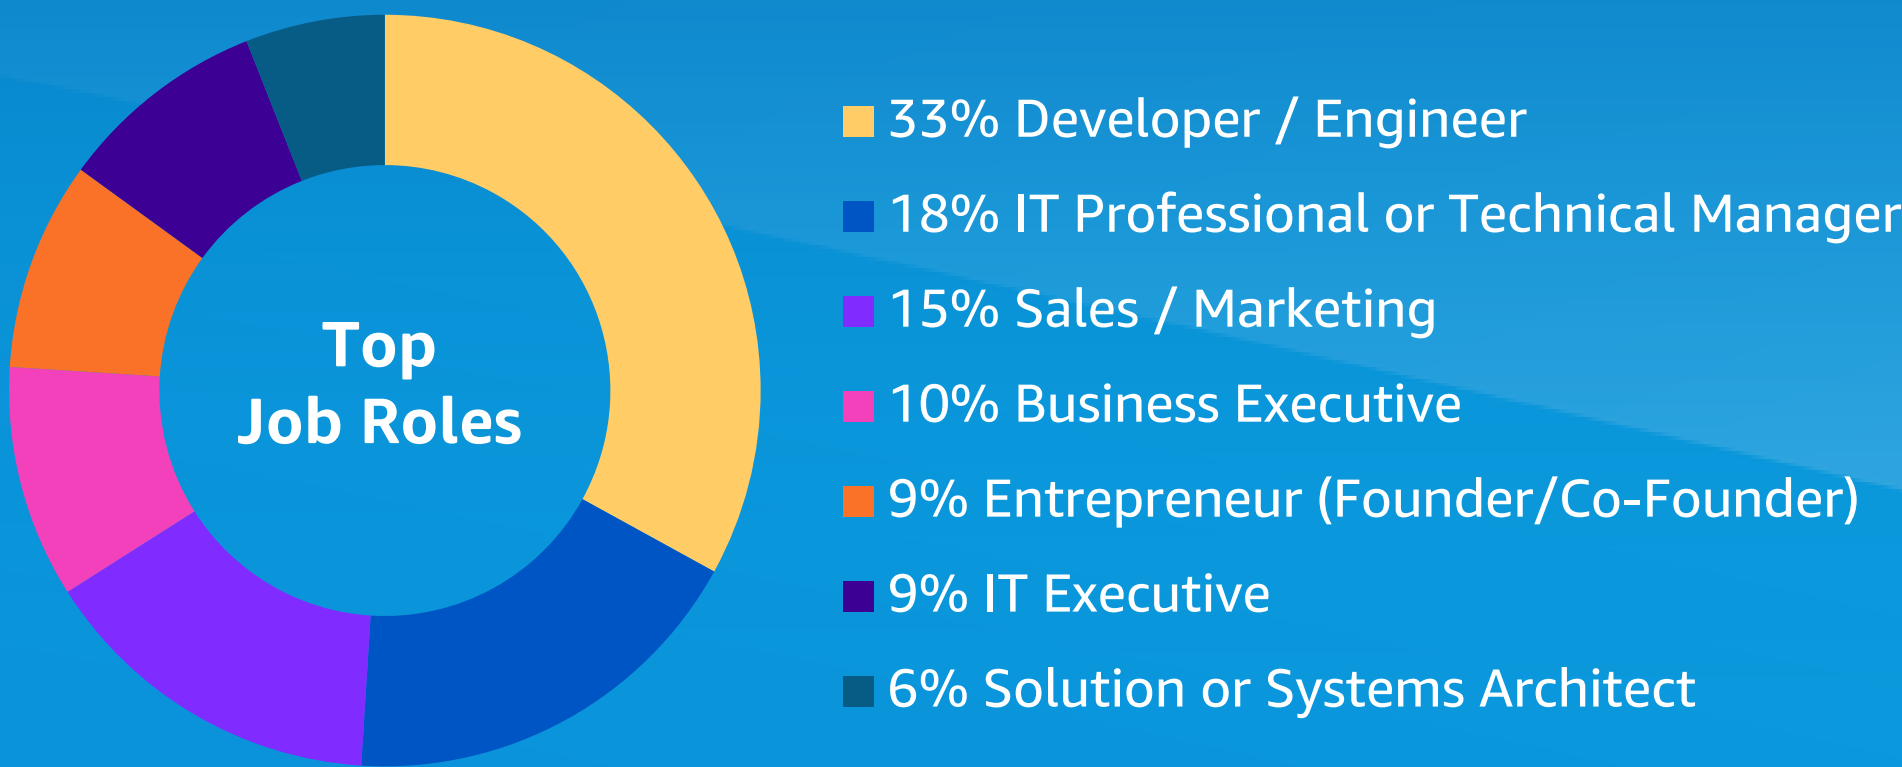 Top
Job Roles
33% Developer / Engineer
18% IT Professional or Technical Manager
15% Sales / Marketing
10% Business Executive
9% Entrepreneur (Founder/Co-Founder)
9% IT Executive
6% Solution or Systems Architect